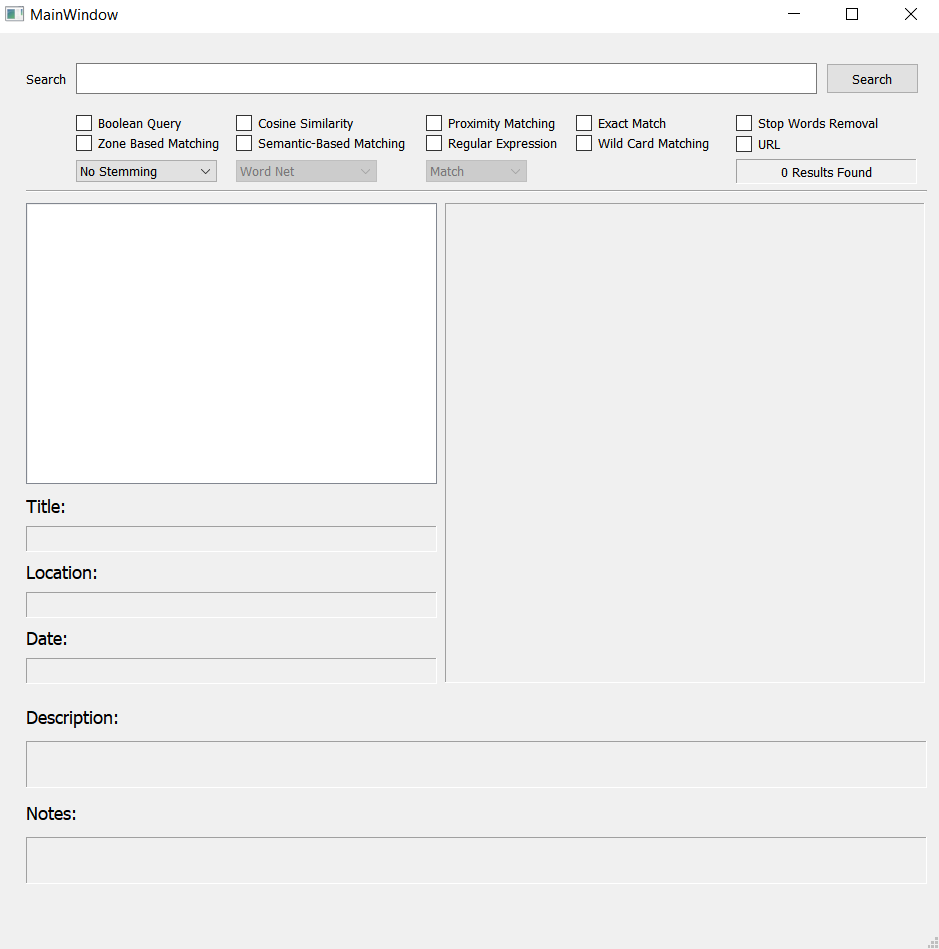 MainWindow
Search Search
Boolean Query Cosine Similarity Proximity Matching Exact Match Stop Words Removal
Zone Based Matching Semantic-Based Matching Regular Expression Wild Card Matching URL
No Stemming Word Net Match 0 Results Found
Title:
Location:
Date:
Description:
Notes: